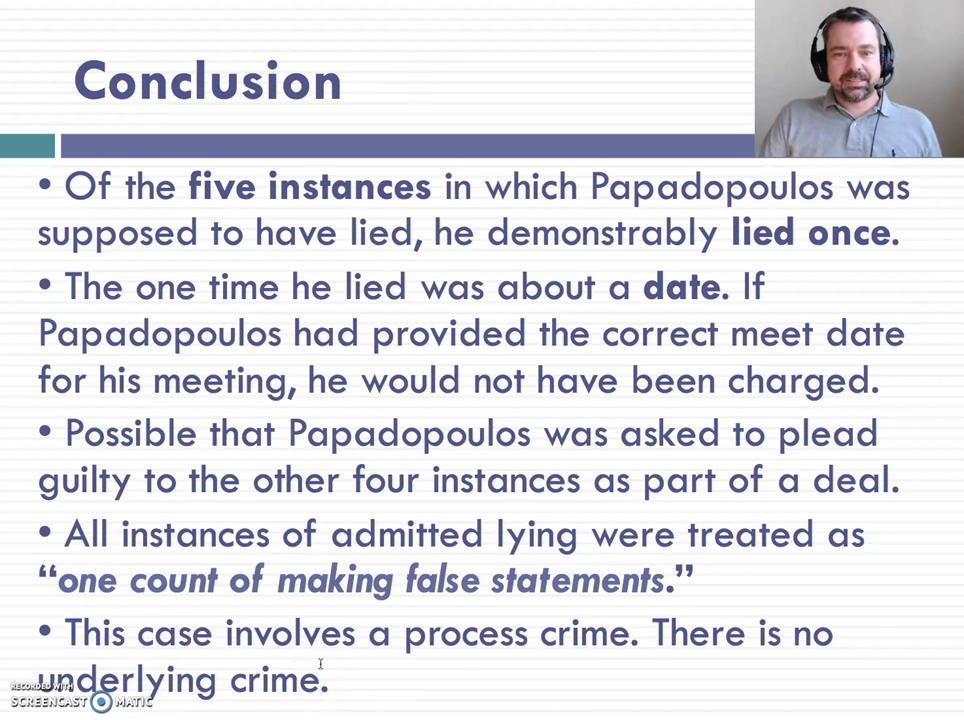 Conclusion
• Of the five instances in which Papadopoulos was
supposed to have lied, he demonstrably lied once.
• The one time he lied was about a date. If
Papadopoulos had provided the correct meet date
for his meeting, he would not have been charged.
• Possible that Papadopoulos was asked to plead
guilty to the other four instances as part of a deal.
• All instances of admitted lying were treated as
“one count of making false statements.”
• This case involves a process crime. There is no
underlying crime.
RECORDED WITH
SCREENCAST MATIC